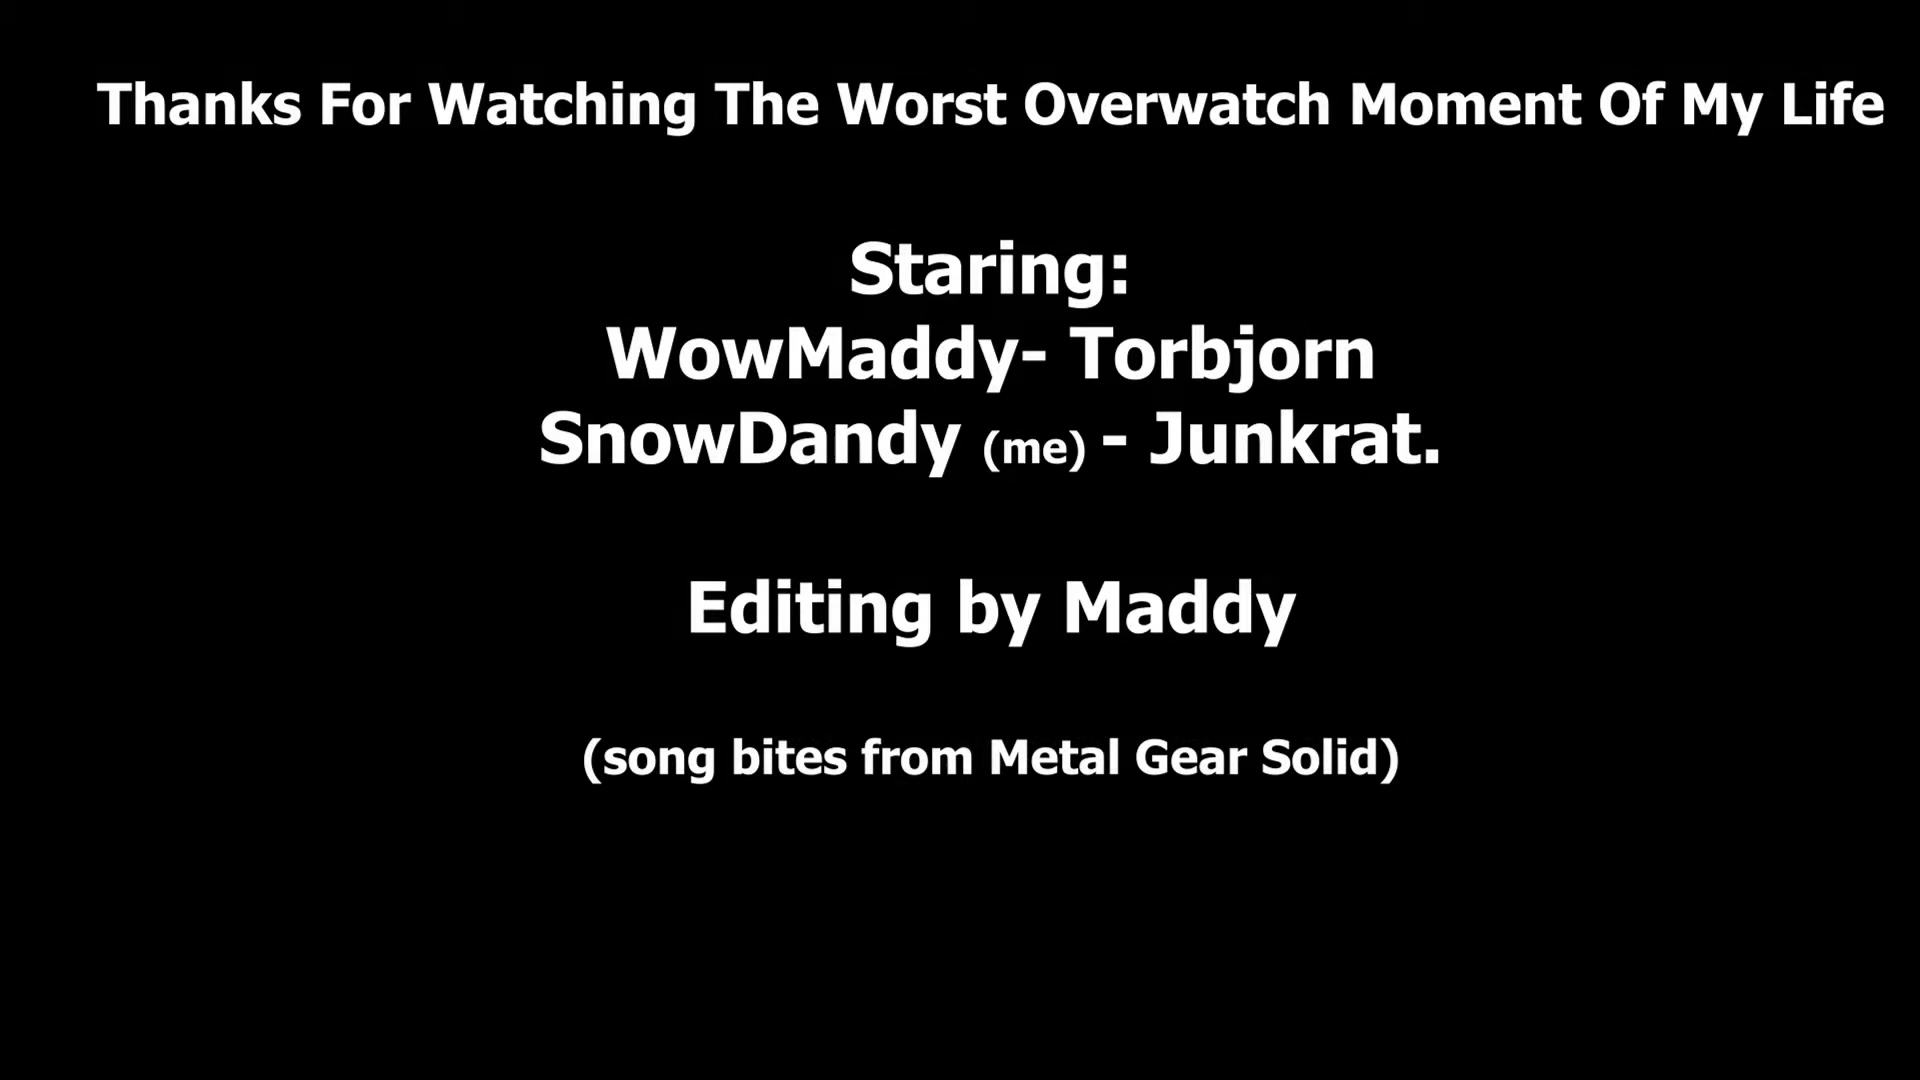 Thanks For Watching The Worst Overwatch Moment Of My Life
Staring:
WowMaddy- Torbjorn
SnowDandy (me) - Junkrat.
Editing by Maddy
(song bites from Metal Gear Solid)